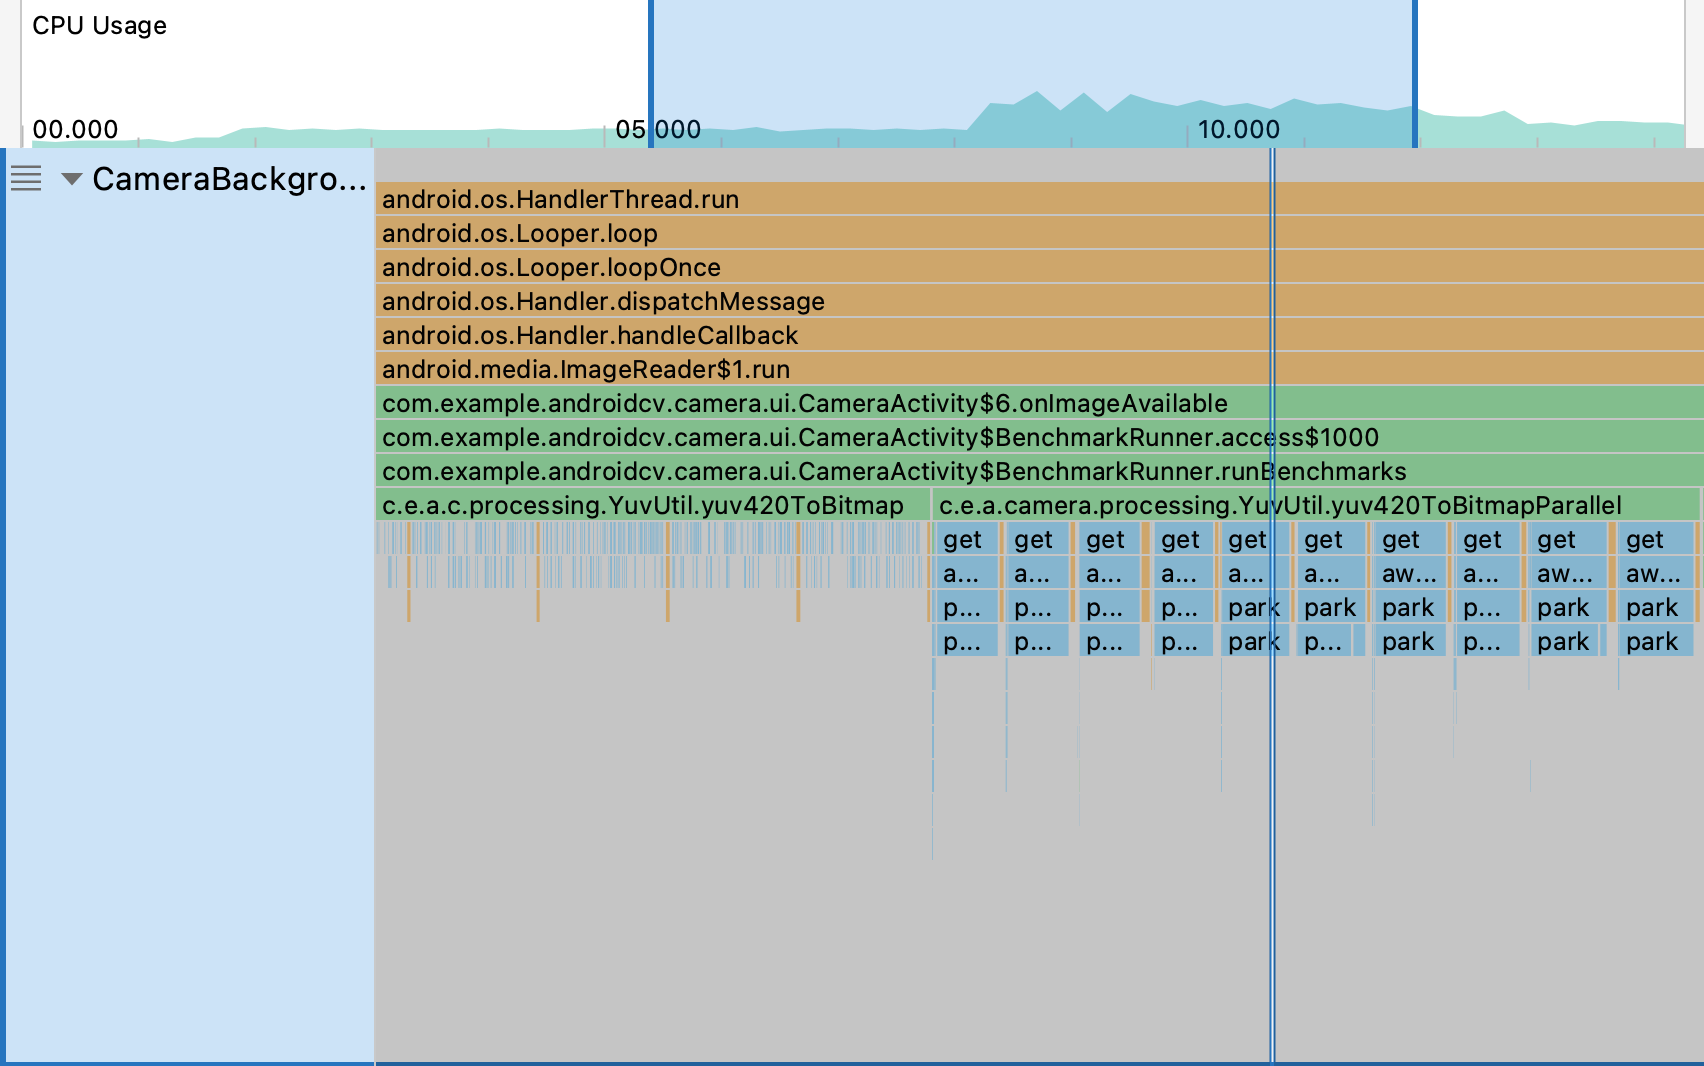 CPU Usage
00.000 05.000 10.000
CameraBackgro...
android.os.HandlerThread.run
android.os.Looper.loop
android.os.Looper.loopOnce
android.os.Handler.dispatchMessage
android.os.Handler.handleCallback
android.media.ImageReader$1.run
com.example.androidcv.camera.ui.CameraActivity$6.onImageAvailable
com.example.androidcv.camera.ui.CameraActivity$BenchmarkRunner.access$1000
com.example.androidcv.camera.ui.CameraActivity$BenchmarkRunner.runBenchmarks
c.e.a.c.processing.YuvUtil.yuv420ToBitmap c.e.a.camera.processing.YuvUtil.yuv420ToBitmapParallel
get get get get get get get get get get
a... a... a... a... a... a... aw... a... aw... aw...
p... p... p... p... park park park p... park park
p... p... p... p... park p... park p... park park